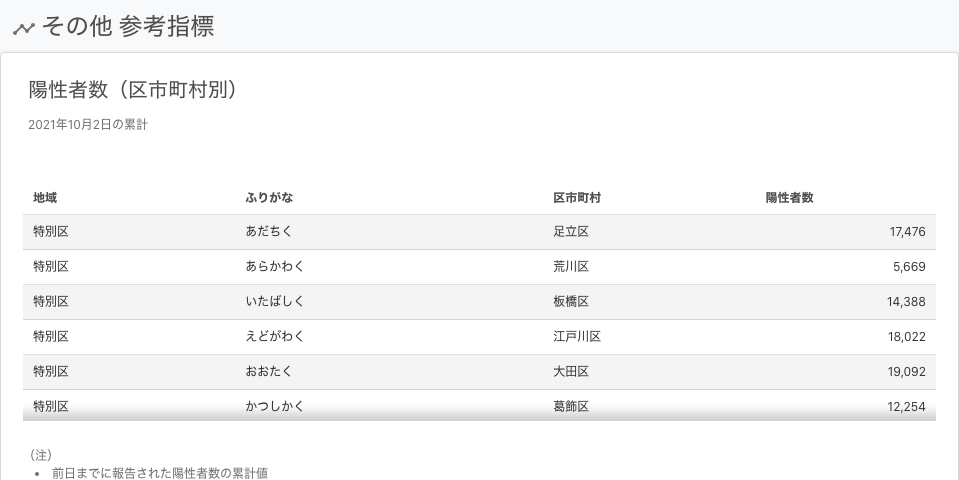 その他 参考指標
陽性者数（区市町村別）
2021年10月2日の累計
地域 ふりがな 区市町村 陽性者数
特別区 あだちく 足立区 17,476
特別区 あらかわく 荒川区 5,669
特別区 いたばしく 板橋区 14,388
特別区 えどがわく 江戸川区 18,022
特別区 おおたく 大田区 19,092
特別区 かつしかく 葛飾区 12,254
（注）
• 前日までに報告された陽性者数の累計値